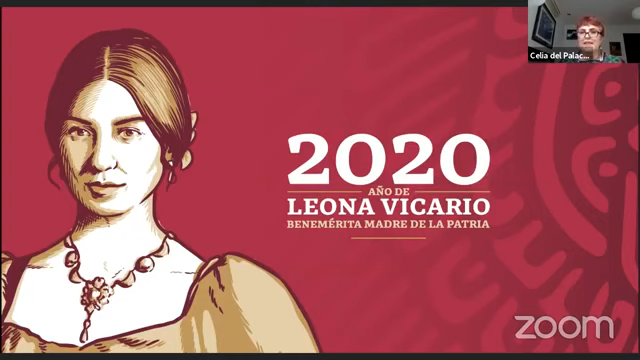 Celia del Palac...
2020
AÑO DE
LEONA VICARIO
BENEMÉRITA MADRE DE LA PATRIA
zoom